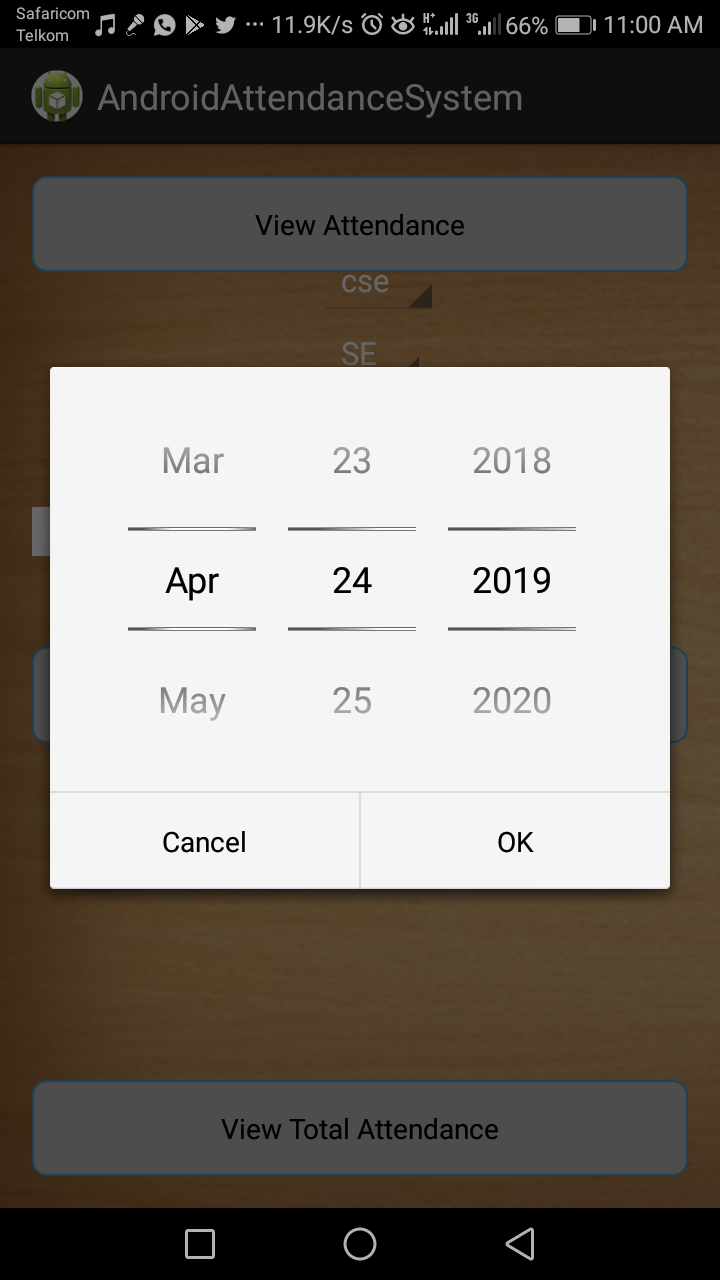 Safaricom
Telkom
11.9K/s H+ 3G 66% 11:00 AM
AndroidAttendanceSystem
View Attendance
cse
SE
Mar 23 2018
Apr 24 2019
May 25 2020
Cancel OK
View Total Attendance